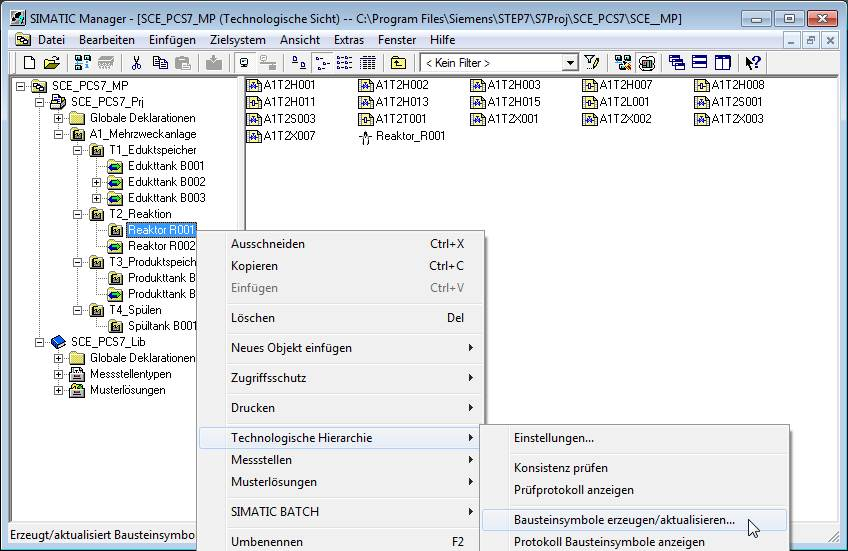 SIMATIC Manager - [SCE_PCS7_MP (Technologische Sicht) -- C:\Program Files\Siemens\STEP7\S7Proj\SCE_PCS7\SCE__MP]
Datei Bearbeiten Einfügen Zielsystem Ansicht Extras Fenster Hilfe
< Kein Filter >
SCE_PCS7_MP
SCE_PCS7_Prj
Globale Deklarationen
A1_Mehrzweckanlage
T1_Eduktspeicher
Edukttank B001
Edukttank B002
Edukttank B003
T2_Reaktion
Reaktor R001
Reaktor R002
T3_Produktspeich
Produkttank B
Produkttank B
T4_Spülen
Spültank B001
SCE_PCS7_Lib
Globale Deklarationen
Messstellentypen
Musterlösungen
A1T2H001 A1T2H002 A1T2H003 A1T2H007 A1T2H008
A1T2H011 A1T2H013 A1T2H015 A1T2L001 A1T2S001
A1T2S003 A1T2T001 A1T2X001 A1T2X002 A1T2X003
A1T2X007 Reaktor_R001
Ausschneiden Ctrl+X
Kopieren Ctrl+C
Einfügen Ctrl+V
Löschen Del
Neues Objekt einfügen
Zugriffsschutz
Drucken
Technologische Hierarchie
Messstellen
Musterlösungen
SIMATIC BATCH
Umbenennen F2
Einstellungen...
Konsistenz prüfen
Prüfprotokoll anzeigen
Bausteinsymbole erzeugen/aktualisieren...
Protokoll Bausteinsymbole anzeigen
Erzeugt/aktualisiert Bausteinsymbo